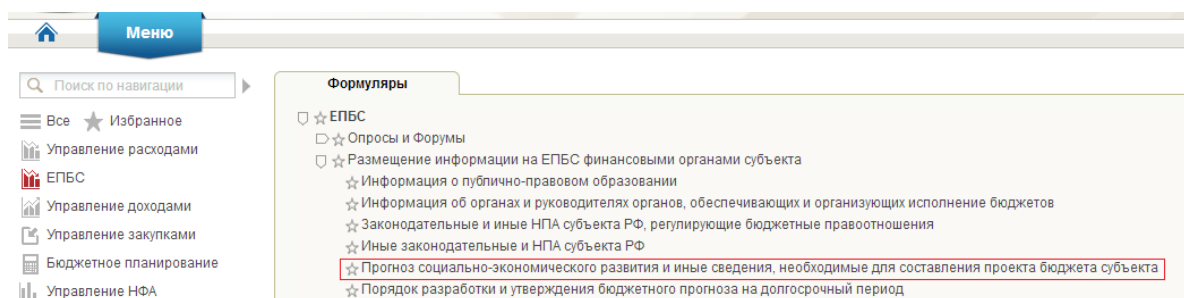 Меню
Поиск по навигации
Все Избранное
Управление расходами
ЕПБС
Управление доходами
Управление закупками
Бюджетное планирование
Управление НФА
Формуляры
ЕПБС
Опросы и Форумы
Размещение информации на ЕПБС финансовыми органами субъекта
Информация о публично-правовом образовании
Информация об органах и руководителях органов, обеспечивающих и организующих исполнение бюджетов
Законодательные и иные НПА субъекта РФ, регулирующие бюджетные правоотношения
Иные законодательные и НПА субъекта РФ
Прогноз социально-экономического развития и иные сведения, необходимые для составления проекта бюджета субъекта
Порядок разработки и утверждения бюджетного прогноза на долгосрочный период